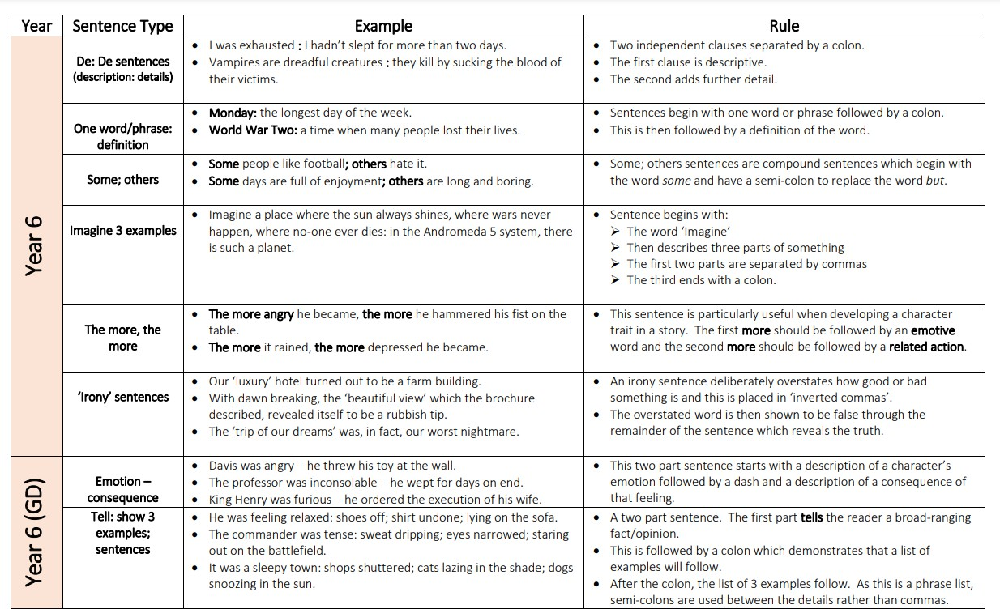 Year Sentence Type Example Rule
Year 6
De: De sentences
(description: details)
• I was exhausted : I hadn’t slept for more than two days.
• Vampires are dreadful creatures : they kill by sucking the blood of
their victims.
• Two independent clauses separated by a colon.
• The first clause is descriptive.
• The second adds further detail.
One word/phrase:
definition
• Monday: the longest day of the week.
• World War Two: a time when many people lost their lives.
• Sentences begin with one word or phrase followed by a colon.
• This is then followed by a definition of the word.
Some; others
• Some people like football; others hate it.
• Some days are full of enjoyment; others are long and boring.
• Some; others sentences are compound sentences which begin with
the word some and have a semi-colon to replace the word but.
Imagine 3 examples
• Imagine a place where the sun always shines, where wars never
happen, where no-one ever dies: in the Andromeda 5 system, there
is such a planet.
• Sentence begins with:
➢ The word ‘Imagine’
➢ Then describes three parts of something
➢ The first two parts are separated by commas
➢ The third ends with a colon.
The more, the
more
• The more angry he became, the more he hammered his fist on the
table.
• The more it rained, the more depressed he became.
• This sentence is particularly useful when developing a character
trait in a story.  The first more should be followed by an emotive
word and the second more should be followed by a related action.
‘Irony’ sentences
• Our ‘luxury’ hotel turned out to be a farm building.
• With dawn breaking, the ‘beautiful view’ which the brochure
described, revealed itself to be a rubbish tip.
• The ‘trip of our dreams’ was, in fact, our worst nightmare.
• An irony sentence deliberately overstates how good or bad
something is and this is placed in ‘inverted commas’.
• The overstated word is then shown to be false through the
remainder of the sentence which reveals the truth.
Year 6 (GD)
Emotion –
consequence
• Davis was angry – he threw his toy at the wall.
• The professor was inconsolable – he wept for days on end.
• King Henry was furious – he ordered the execution of his wife.
• This two part sentence starts with a description of a character’s
emotion followed by a dash and a description of a consequence of
that feeling.
Tell: show 3
examples;
sentences
• He was feeling relaxed: shoes off; shirt undone; lying on the sofa.
• The commander was tense: sweat dripping; eyes narrowed; staring
out on the battlefield.
• It was a sleepy town: shops shuttered; cats lazing in the shade; dogs
snoozing in the sun.
• A two part sentence.  The first part tells the reader a broad-ranging
fact/opinion.
• This is followed by a colon which demonstrates that a list of
examples will follow.
• After the colon, the list of 3 examples follow.  As this is a phrase list,
semi-colons are used between the details rather than commas.